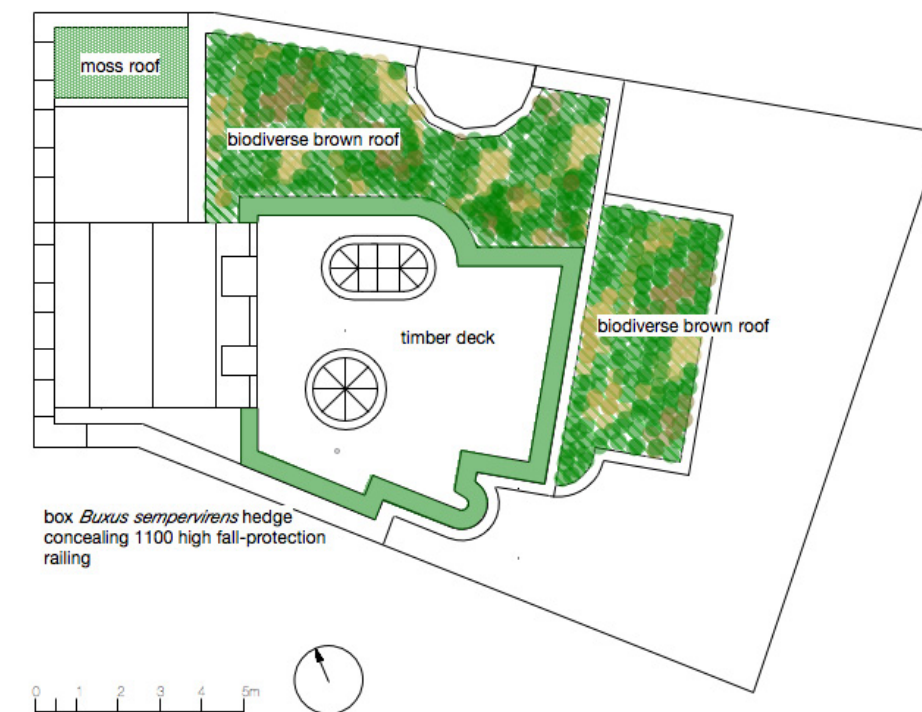 moss roof
biodiverse brown roof
biodiverse brown roof
timber deck
box Buxus sempervirens hedge
concealing 1100 high fall-protection
railing
0 1 2 3 4 5m